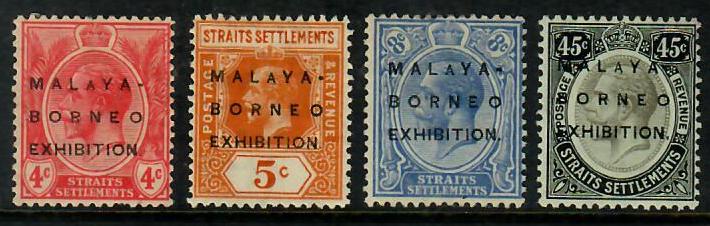 MALAYA-
BORNEO
EXHIBITION.
4c 4c
STRAITS
SETTLEMENTS
STRAITS SETTLEMENTS
POSTAGE & REVENUE
MALAYA-
BORNEO
EXHIBITION.
5c
8c 8c
MALAYA-
BORNEO
EXHIBITION.
STRAITS
SETTLEMENTS
45c 45c
POSTAGE & REVENUE
MALAYA-
BORNEO
EXHIBITION.
STRAITS SETTLEMENTS